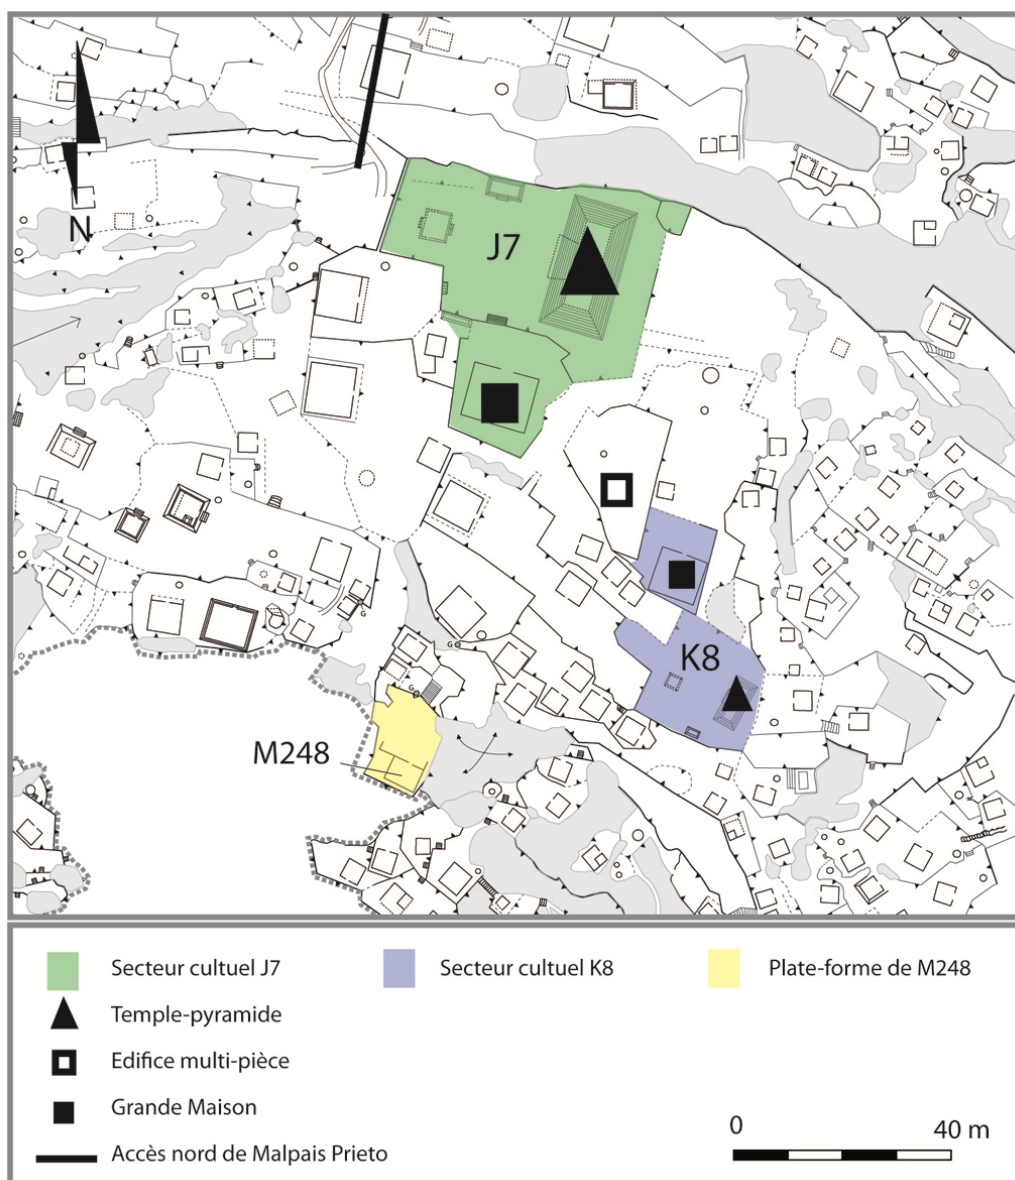 N
J7
K8
M248
G
G
G
Secteur cultuel J7
Secteur cultuel K8
Plate-forme de M248
Temple-pyramide
Edifice multi-pièce
Grande Maison
Accès nord de Malpais Prieto
0 40 m